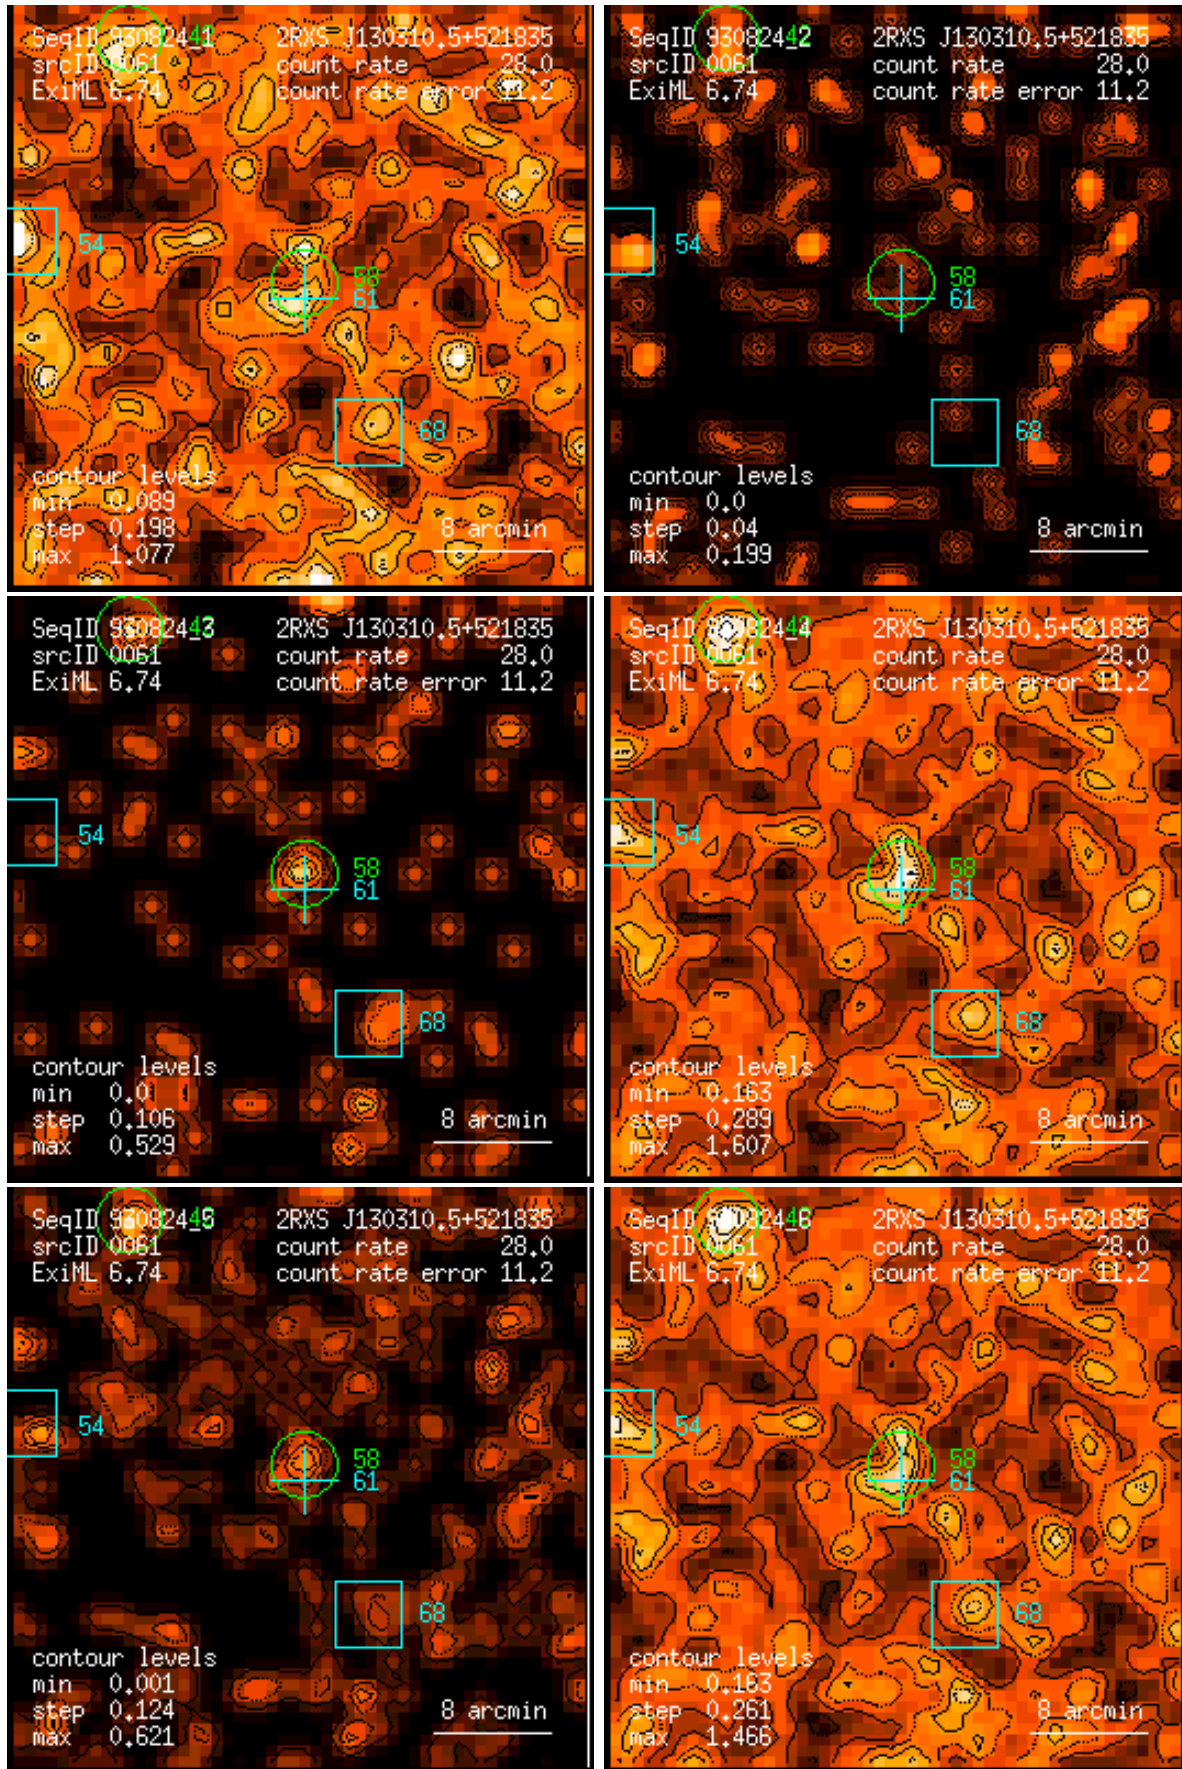 SeqID 930824_1 2RXS J130310.5+521835
srcID 0061 count rate 28.0
ExiML 6.74 count rate error 11.2
54
58
61
68
contour levels
min 0.089
step 0.198 8 arcmin
max 1.077
SeqID 930824_2 2RXS J130310.5+521835
srcID 0061 count rate 28.0
ExiML 6.74 count rate error 11.2
54
58
61
68
contour levels
min 0.0
step 0.04 8 arcmin
max 0.199
SeqID 930824_3 2RXS J130310.5+521835
srcID 0061 count rate 28.0
ExiML 6.74 count rate error 11.2
54
58
61
68
contour levels
min 0.0
step 0.106 8 arcmin
max 0.529
SeqID 930824_4 2RXS J130310.5+521835
srcID 0061 count rate 28.0
ExiML 6.74 count rate error 11.2
54
58
61
68
contour levels
min 0.163
step 0.289 8 arcmin
max 1.607
SeqID 930824_5 2RXS J130310.5+521835
srcID 0061 count rate 28.0
ExiML 6.74 count rate error 11.2
54
58
61
68
contour levels
min 0.001
step 0.124 8 arcmin
max 0.621
SeqID 930824_6 2RXS J130310.5+521835
srcID 0061 count rate 28.0
ExiML 6.74 count rate error 11.2
54
58
61
68
contour levels
min 0.163
step 0.261 8 arcmin
max 1.466